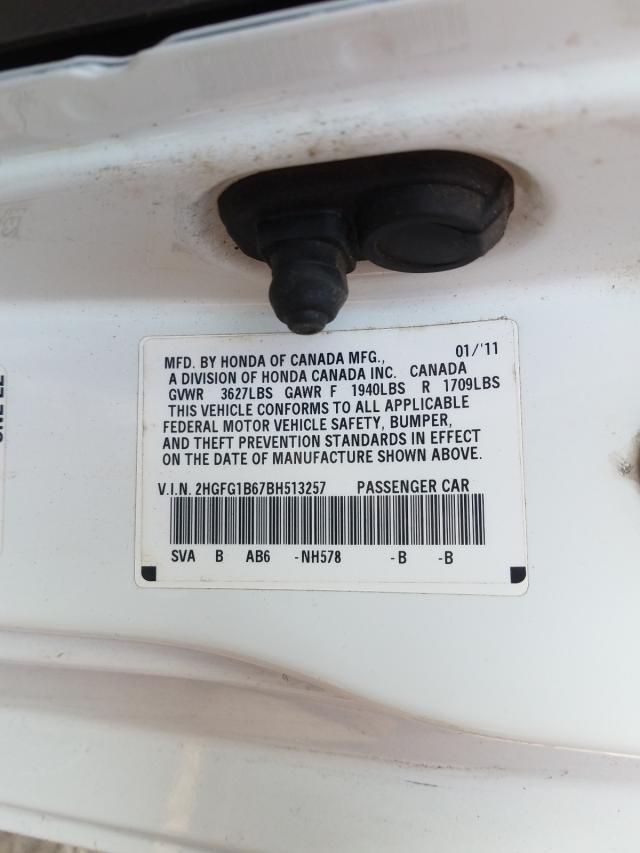 MFD. BY HONDA OF CANADA MFG., 01/'11
A DIVISION OF HONDA CANADA INC. CANADA
GVWR 3627LBS GAWR F 1940LBS R 1709LBS
THIS VEHICLE CONFORMS TO ALL APPLICABLE
FEDERAL MOTOR VEHICLE SAFETY, BUMPER,
AND THEFT PREVENTION STANDARDS IN EFFECT
ON THE DATE OF MANUFACTURE SHOWN ABOVE.
V.I.N. 2HGFG1B67BH513257 PASSENGER CAR
SVA B AB6 -NH578 -B -B